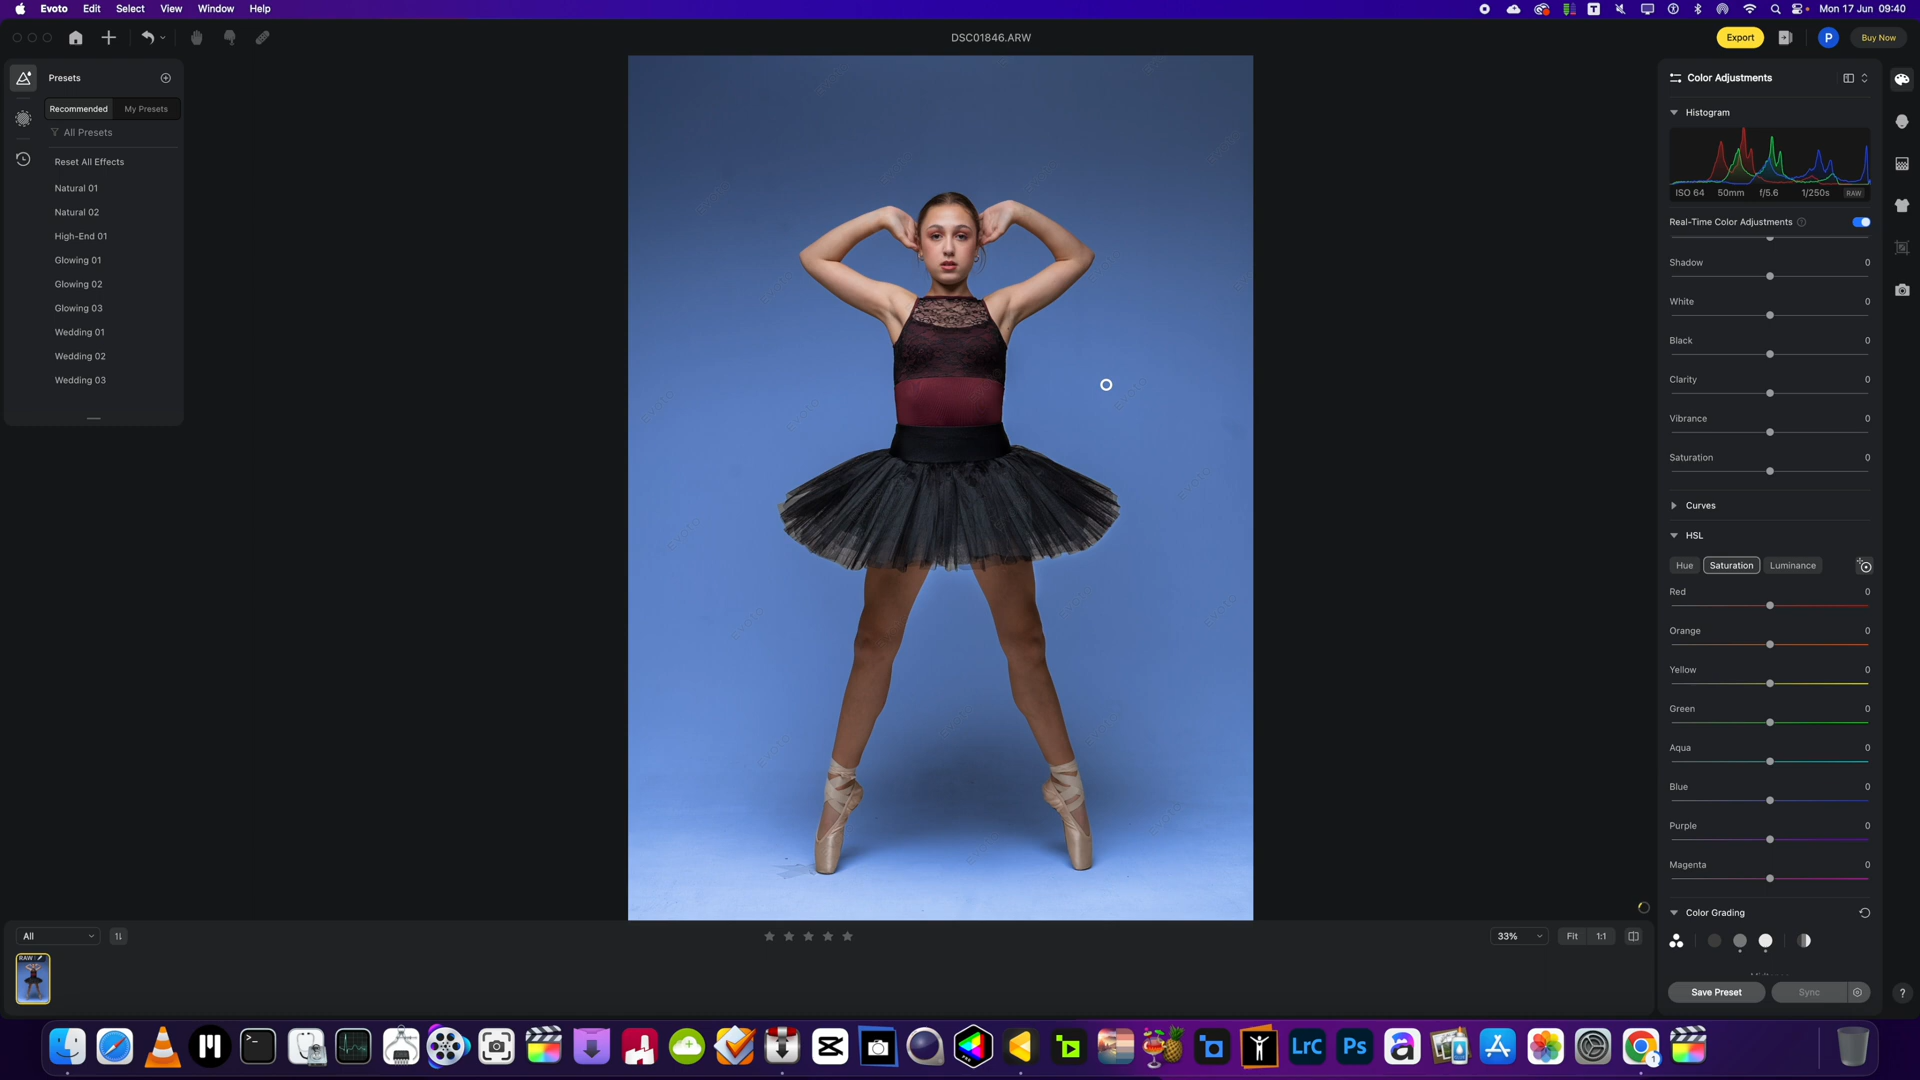 Evoto Edit Select View Window Help
T
Mon 17 Jun 09:40
DSC01846.ARW
Export
P
Buy Now
Presets
Recommended My Presets
All Presets
Reset All Effects
Natural 01
Natural 02
High-End 01
Glowing 01
Glowing 02
Glowing 03
Wedding 01
Wedding 02
Wedding 03
Color Adjustments
Histogram
ISO 64 50mm f/5.6 1/250s RAW
Real-Time Color Adjustments
Shadow 0
White 0
Black 0
Clarity 0
Vibrance 0
Saturation 0
Curves
HSL
Hue Saturation Luminance
Red 0
Orange 0
Yellow 0
Green 0
Aqua 0
Blue 0
Purple 0
Magenta 0
Color Grading
Save Preset Sync
?
All
33% Fit 1:1
RAW
PRO
LrC
Ps
a
1